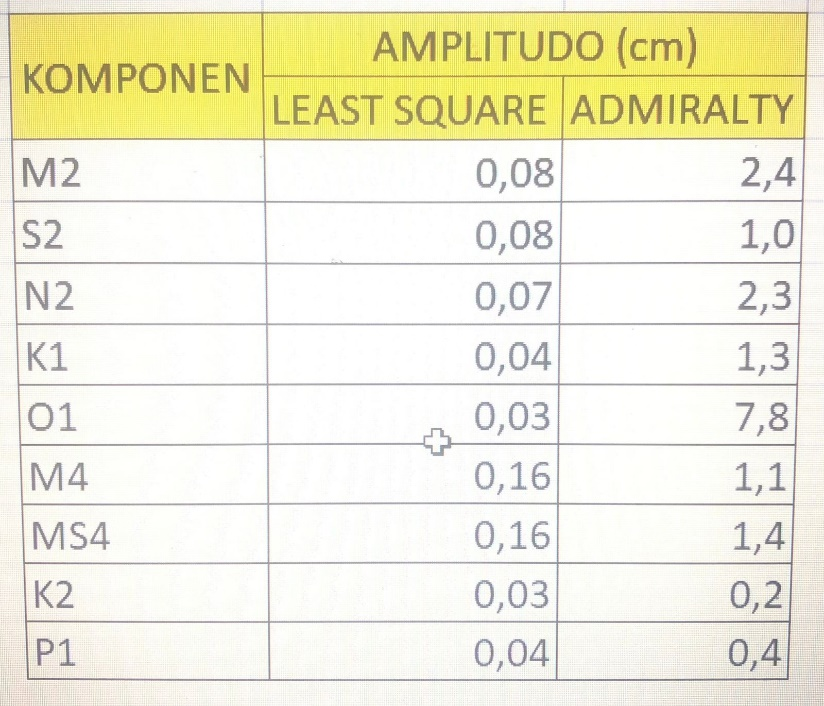 KOMPONEN AMPLITUDO (cm)
LEAST SQUARE ADMIRALTY
M2 0,08 2,4
S2 0,08 1,0
N2 0,07 2,3
K1 0,04 1,3
O1 0,03 7,8
M4 0,16 1,1
MS4 0,16 1,4
K2 0,03 0,2
P1 0,04 0,4